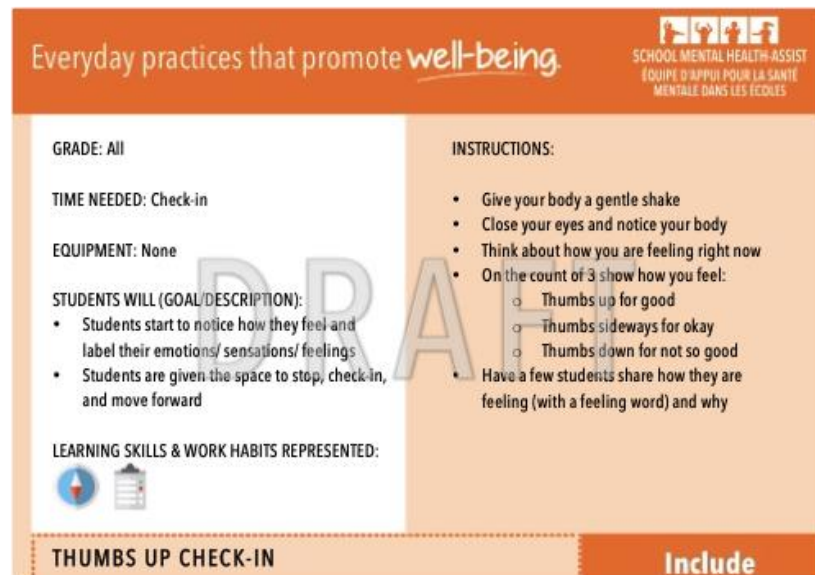 Everyday practices that promote well-being.
SCHOOL MENTAL HEALTH-ASSIST
ÉQUIPE D'APPUI POUR LA SANTÉ
MENTALE DANS LES ÉCOLES
GRADE: All
TIME NEEDED: Check-in
EQUIPMENT: None
STUDENTS WILL (GOAL/DESCRIPTION):
• Students start to notice how they feel and
label their emotions/ sensations/ feelings
• Students are given the space to stop, check-in,
and move forward
LEARNING SKILLS & WORK HABITS REPRESENTED:
INSTRUCTIONS:
• Give your body a gentle shake
• Close your eyes and notice your body
• Think about how you are feeling right now
• On the count of 3 show how you feel:
o Thumbs up for good
o Thumbs sideways for okay
o Thumbs down for not so good
• Have a few students share how they are
feeling (with a feeling word) and why
DRAFT
THUMBS UP CHECK-IN
Include